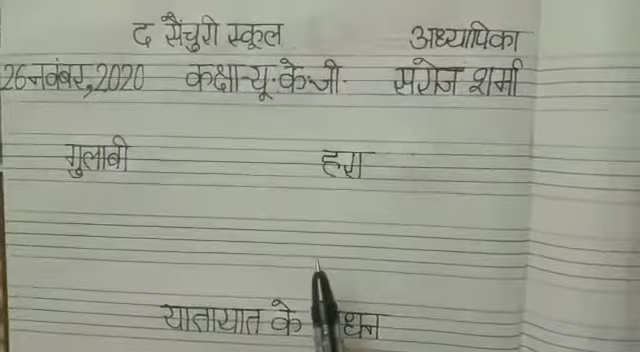 द सेंचुरी स्कूल अध्यापिका
26 नवंबर, 2020 कक्षा-यू.के.जी. सरोज शर्मा
गुलाबी हरा
यातायात के